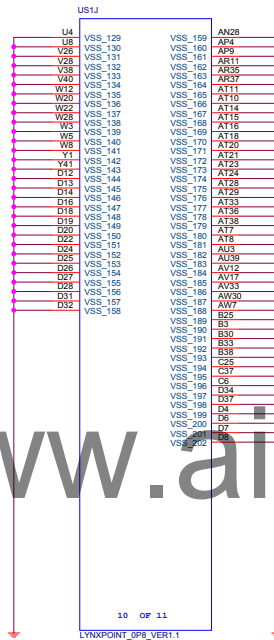 US1J
U4 VSS_129
U8 VSS_130
V26 VSS_131
V28 VSS_132
V38 VSS_133
V40 VSS_134
W12 VSS_135
W20 VSS_136
W22 VSS_137
W28 VSS_138
W3 VSS_139
W5 VSS_140
W8 VSS_141
Y1 VSS_142
Y41 VSS_143
D12 VSS_144
D13 VSS_145
D14 VSS_146
D16 VSS_147
D18 VSS_148
D19 VSS_149
D20 VSS_150
D22 VSS_151
D24 VSS_152
D25 VSS_153
D26 VSS_154
D27 VSS_155
D28 VSS_156
D31 VSS_157
D32 VSS_158
VSS_159 AN28
VSS_160 AP4
VSS_161 AP9
VSS_162 AR11
VSS_163 AR35
VSS_164 AR37
VSS_165 AT11
VSS_166 AT10
VSS_167 AT14
VSS_168 AT15
VSS_169 AT16
VSS_170 AT18
VSS_171 AT20
VSS_172 AT21
VSS_173 AT23
VSS_174 AT24
VSS_175 AT28
VSS_176 AT29
VSS_177 AT33
VSS_178 AT36
VSS_179 AT38
VSS_180 AT7
VSS_181 AT8
VSS_182 AU3
VSS_183 AU39
VSS_184 AV12
VSS_185 AV17
VSS_186 AV33
VSS_187 AW30
VSS_188 AW7
VSS_189 B25
VSS_190 B3
VSS_191 B30
VSS_192 B33
VSS_193 B38
VSS_194 C25
VSS_195 C37
VSS_196 C6
VSS_197 D34
VSS_198 D37
VSS_199 D4
VSS_200 D6
VSS_201 D7
VSS_202 D8
ww.ai
10 OF 11
LYNXPOINT_0P8_VER1.1